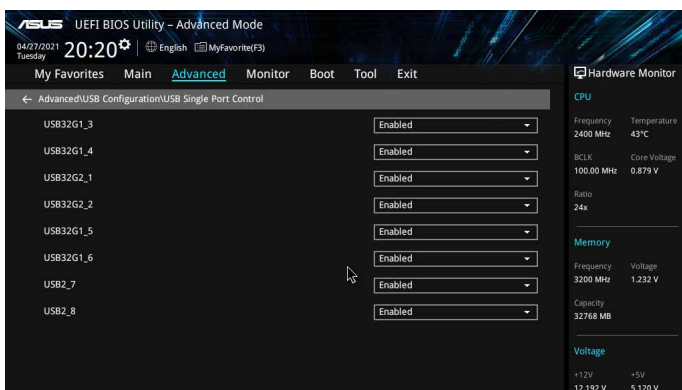 ASUS UEFI BIOS Utility – Advanced Mode
04/27/2021
Tuesday
20:20
English
MyFavorite(F3)
My Favorites Main Advanced Monitor Boot Tool Exit
← Advanced\USB Configuration\USB Single Port Control
USB32G1_3 Enabled
USB32G1_4 Enabled
USB32G2_1 Enabled
USB32G2_2 Enabled
USB32G1_5 Enabled
USB32G1_6 Enabled
USB2_7 Enabled
USB2_8 Enabled
Hardware Monitor
CPU
Frequency Temperature
2400 MHz 43°C
BCLK Core Voltage
100.00 MHz 0.879 V
Ratio
24x
Memory
Frequency Voltage
3200 MHz 1.232 V
Capacity
32768 MB
Voltage
+12V +5V
12.192 V 5.120 V